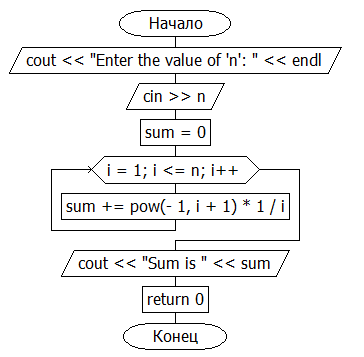 Начало
cout << "Enter the value of 'n': " << endl
cin >> n
sum = 0
i = 1; i <= n; i++
sum += pow(- 1, i + 1) * 1 / i
cout << "Sum is " << sum
return 0
Конец